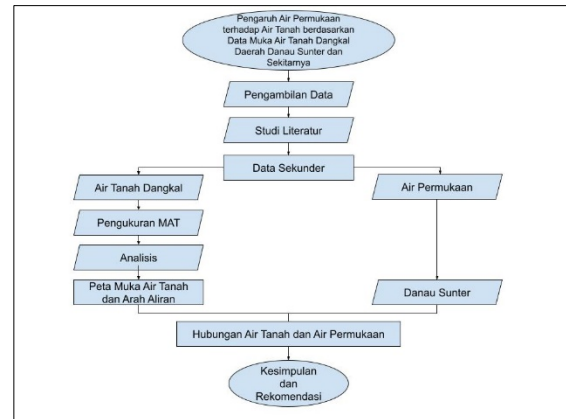 Pengaruh Air Permukaan
terhadap Air Tanah berdasarkan
Data Muka Air Tanah Dangkal
Daerah Danau Sunter dan
Sekitarnya
Pengambilan Data
Studi Literatur
Data Sekunder
Air Tanah Dangkal
Air Permukaan
Pengukuran MAT
Analisis
Peta Muka Air Tanah
dan Arah Aliran
Danau Sunter
Hubungan Air Tanah dan Air Permukaan
Kesimpulan
dan
Rekomendasi